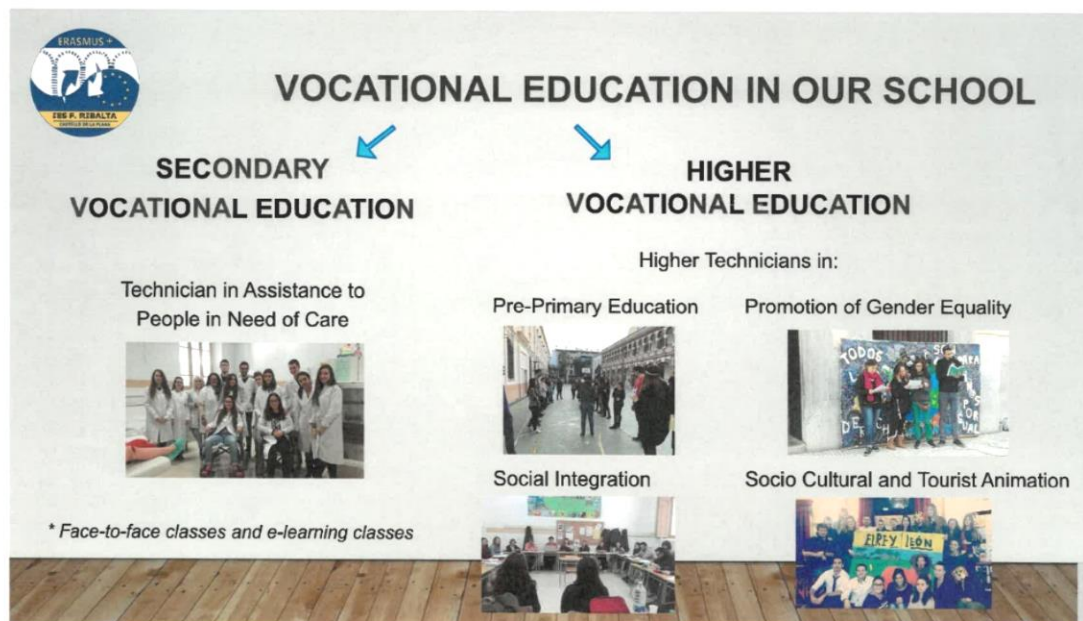 ERASMUS +
IES F. RIBALTA
CASTELLÓ DE LA PLANA
VOCATIONAL EDUCATION IN OUR SCHOOL
SECONDARY
VOCATIONAL EDUCATION
HIGHER
VOCATIONAL EDUCATION
Higher Technicians in:
Technician in Assistance to
People in Need of Care
Pre-Primary Education
Promotion of Gender Equality
TODOS
POR
Social Integration
Socio Cultural and Tourist Animation
* Face-to-face classes and e-learning classes